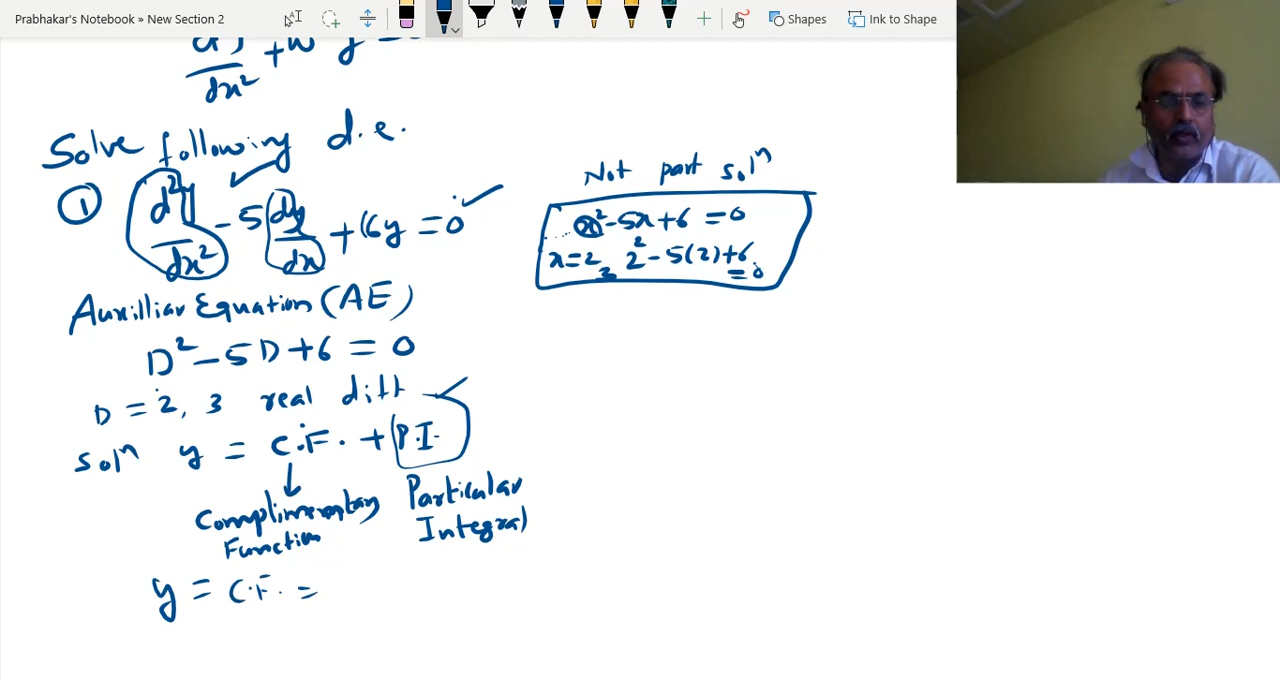 Prabhakar's Notebook » New Section 2
Shapes
Ink to Shape
dx²
Solve following d.e.
① d²y/dx² - 5 dy/dx + 6y = 0
Not part solⁿ
x² - 5x + 6 = 0
x = 2, 3 2² - 5(2) + 6 = 0
Auxilliar Equation (AE)
D² - 5D + 6 = 0
D = 2, 3 real diff
Solⁿ y = C.F. + P.I.
Complimentary Function
Particular Integral
y = C.F. =